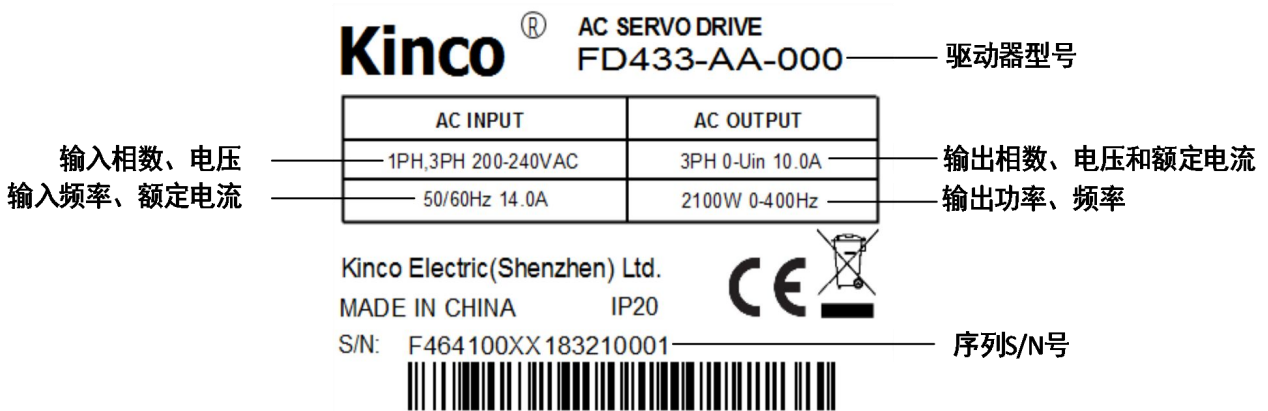 Kinco ®
AC SERVO DRIVE
FD433-AA-000
驱动器型号
AC INPUT AC OUTPUT
输入相数、电压 1PH,3PH 200-240VAC 3PH 0-Uin 10.0A 输出相数、电压和额定电流
输入频率、额定电流 50/60Hz 14.0A 2100W 0-400Hz 输出功率、频率
Kinco Electric(Shenzhen) Ltd.
CE
MADE IN CHINA IP20
S/N: F464100XX183210001 序列S/N号